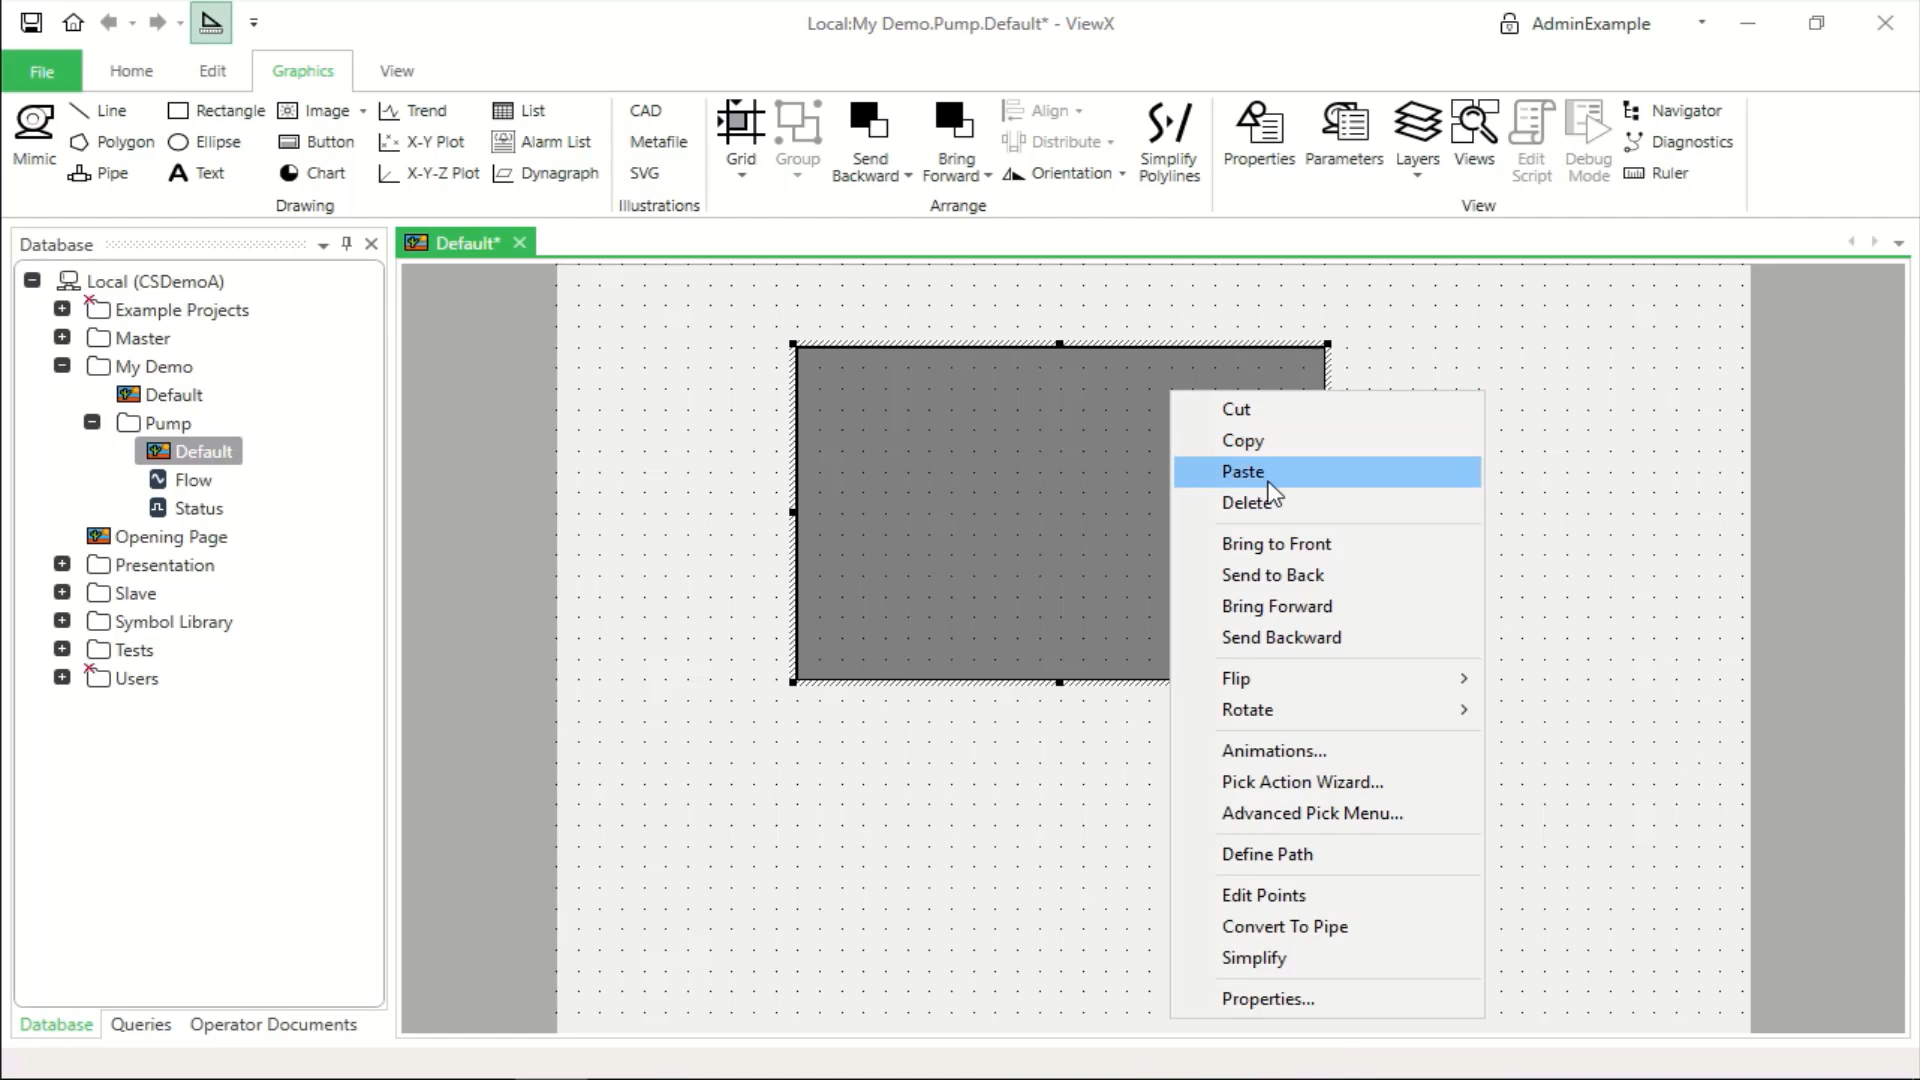 Local:My Demo.Pump.Default* - ViewX
AdminExample
File
Home
Edit
Graphics
View
Mimic
Line
Polygon
Pipe
Rectangle
Ellipse
Text
Image
Button
Chart
Trend
X-Y Plot
X-Y-Z Plot
List
Alarm List
Dynagraph
Drawing
CAD
Metafile
SVG
Illustrations
Grid
Group
Send
Backward
Bring
Forward
Align
Distribute
Orientation
Simplify
Polylines
Arrange
Properties
Parameters
Layers
Views
Edit
Script
Debug
Mode
Navigator
Diagnostics
Ruler
View
Database
Local (CSDemoA)
Example Projects
Master
My Demo
Default
Pump
Default
Flow
Status
Opening Page
Presentation
Slave
Symbol Library
Tests
Users
Database
Queries
Operator Documents
Default*
Cut
Copy
Paste
Delete
Bring to Front
Send to Back
Bring Forward
Send Backward
Flip
Rotate
Animations...
Pick Action Wizard...
Advanced Pick Menu...
Define Path
Edit Points
Convert To Pipe
Simplify
Properties...